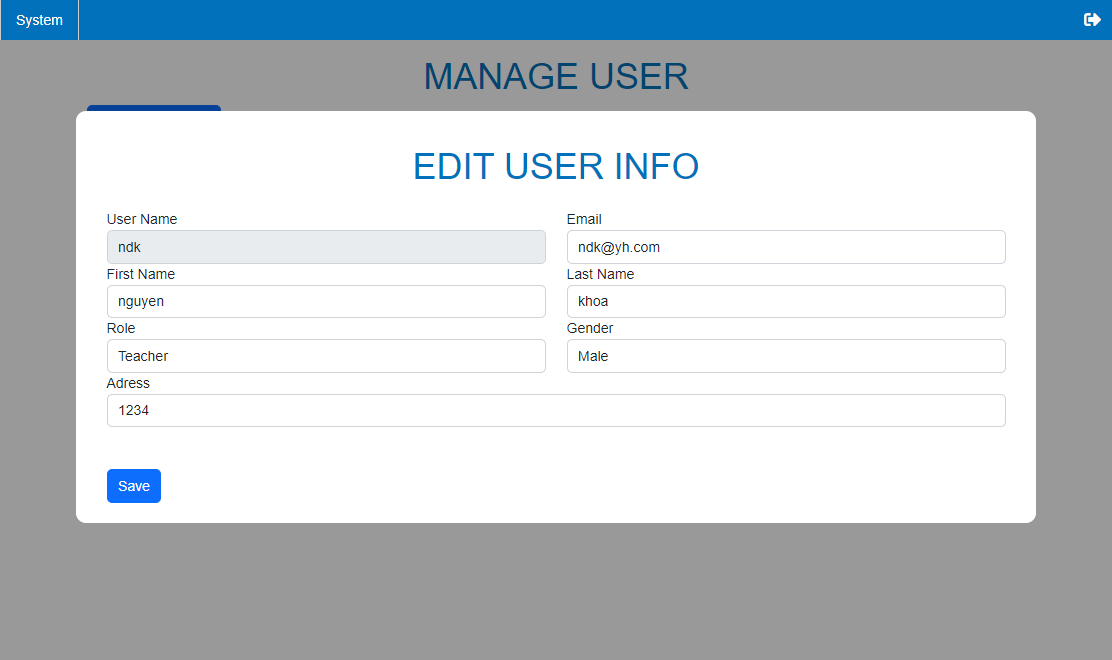 System
MANAGE USER
EDIT USER INFO
User Name
Email
ndk
ndk@yh.com
First Name
Last Name
nguyen
khoa
Role
Gender
Teacher
Male
Adress
1234
Save